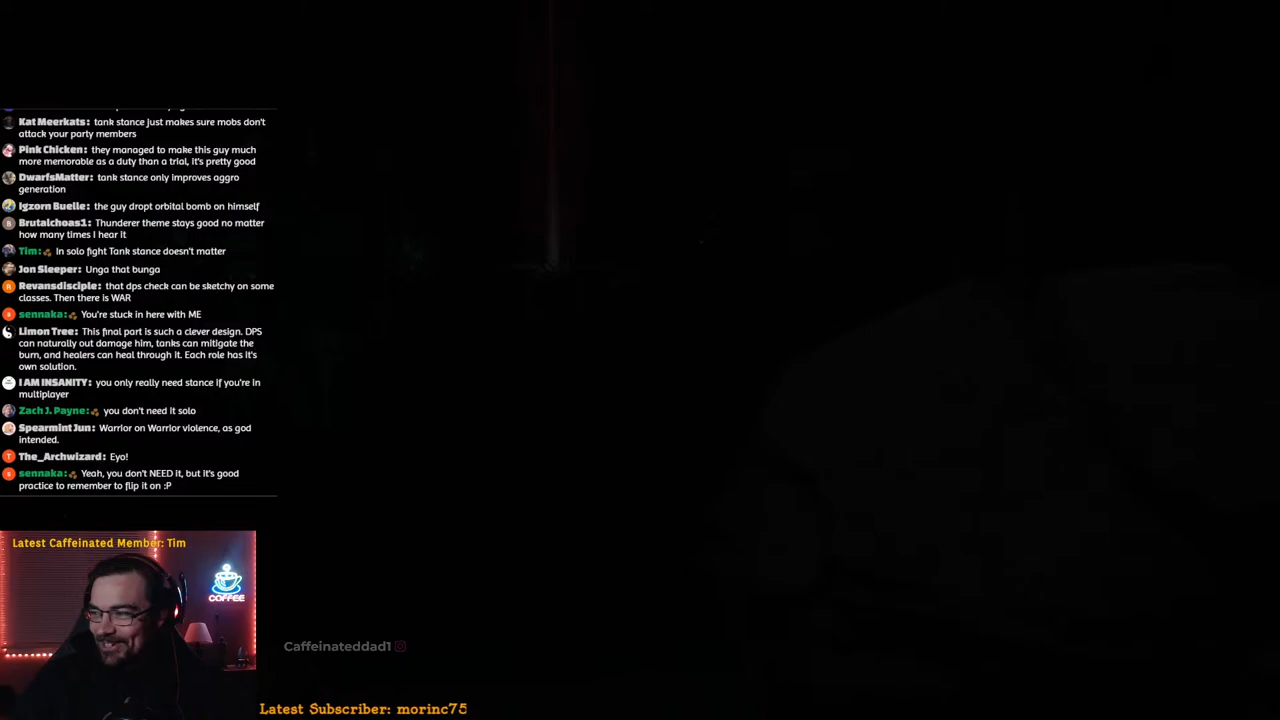 Kat Meerkats: tank stance just makes sure mobs don't
attack your party members
Pink Chicken: they managed to make this guy much
more memorable as a duty than a trial, it's pretty good
DwarfsMatter: tank stance only improves aggro
generation
Igzorn Buelle: the guy dropt orbital bomb on himself
B Brutalchoas1: Thunderer theme stays good no matter
how many times I hear it
Tim: In solo fight Tank stance doesn't matter
Jon Sleeper: Unga that bunga
R Revansdisciple: that dps check can be sketchy on some
classes. Then there is WAR
s sennaka: You're stuck in here with ME
Limon Tree: This final part is such a clever design. DPS
can naturally out damage him, tanks can mitigate the
burn, and healers can heal through it. Each role has it's
own solution.
I AM INSANITY: you only really need stance if you're in
multiplayer
Zach J. Payne: you don't need it solo
Spearmint Jun: Warrior on Warrior violence, as god
intended.
T The_Archwizard: Eyo!
s sennaka: Yeah, you don't NEED it, but it's good
practice to remember to flip it on :P
Latest Caffeinated Member: Tim
COFFEE
Caffeinateddad1
Latest Subscriber: morinc75